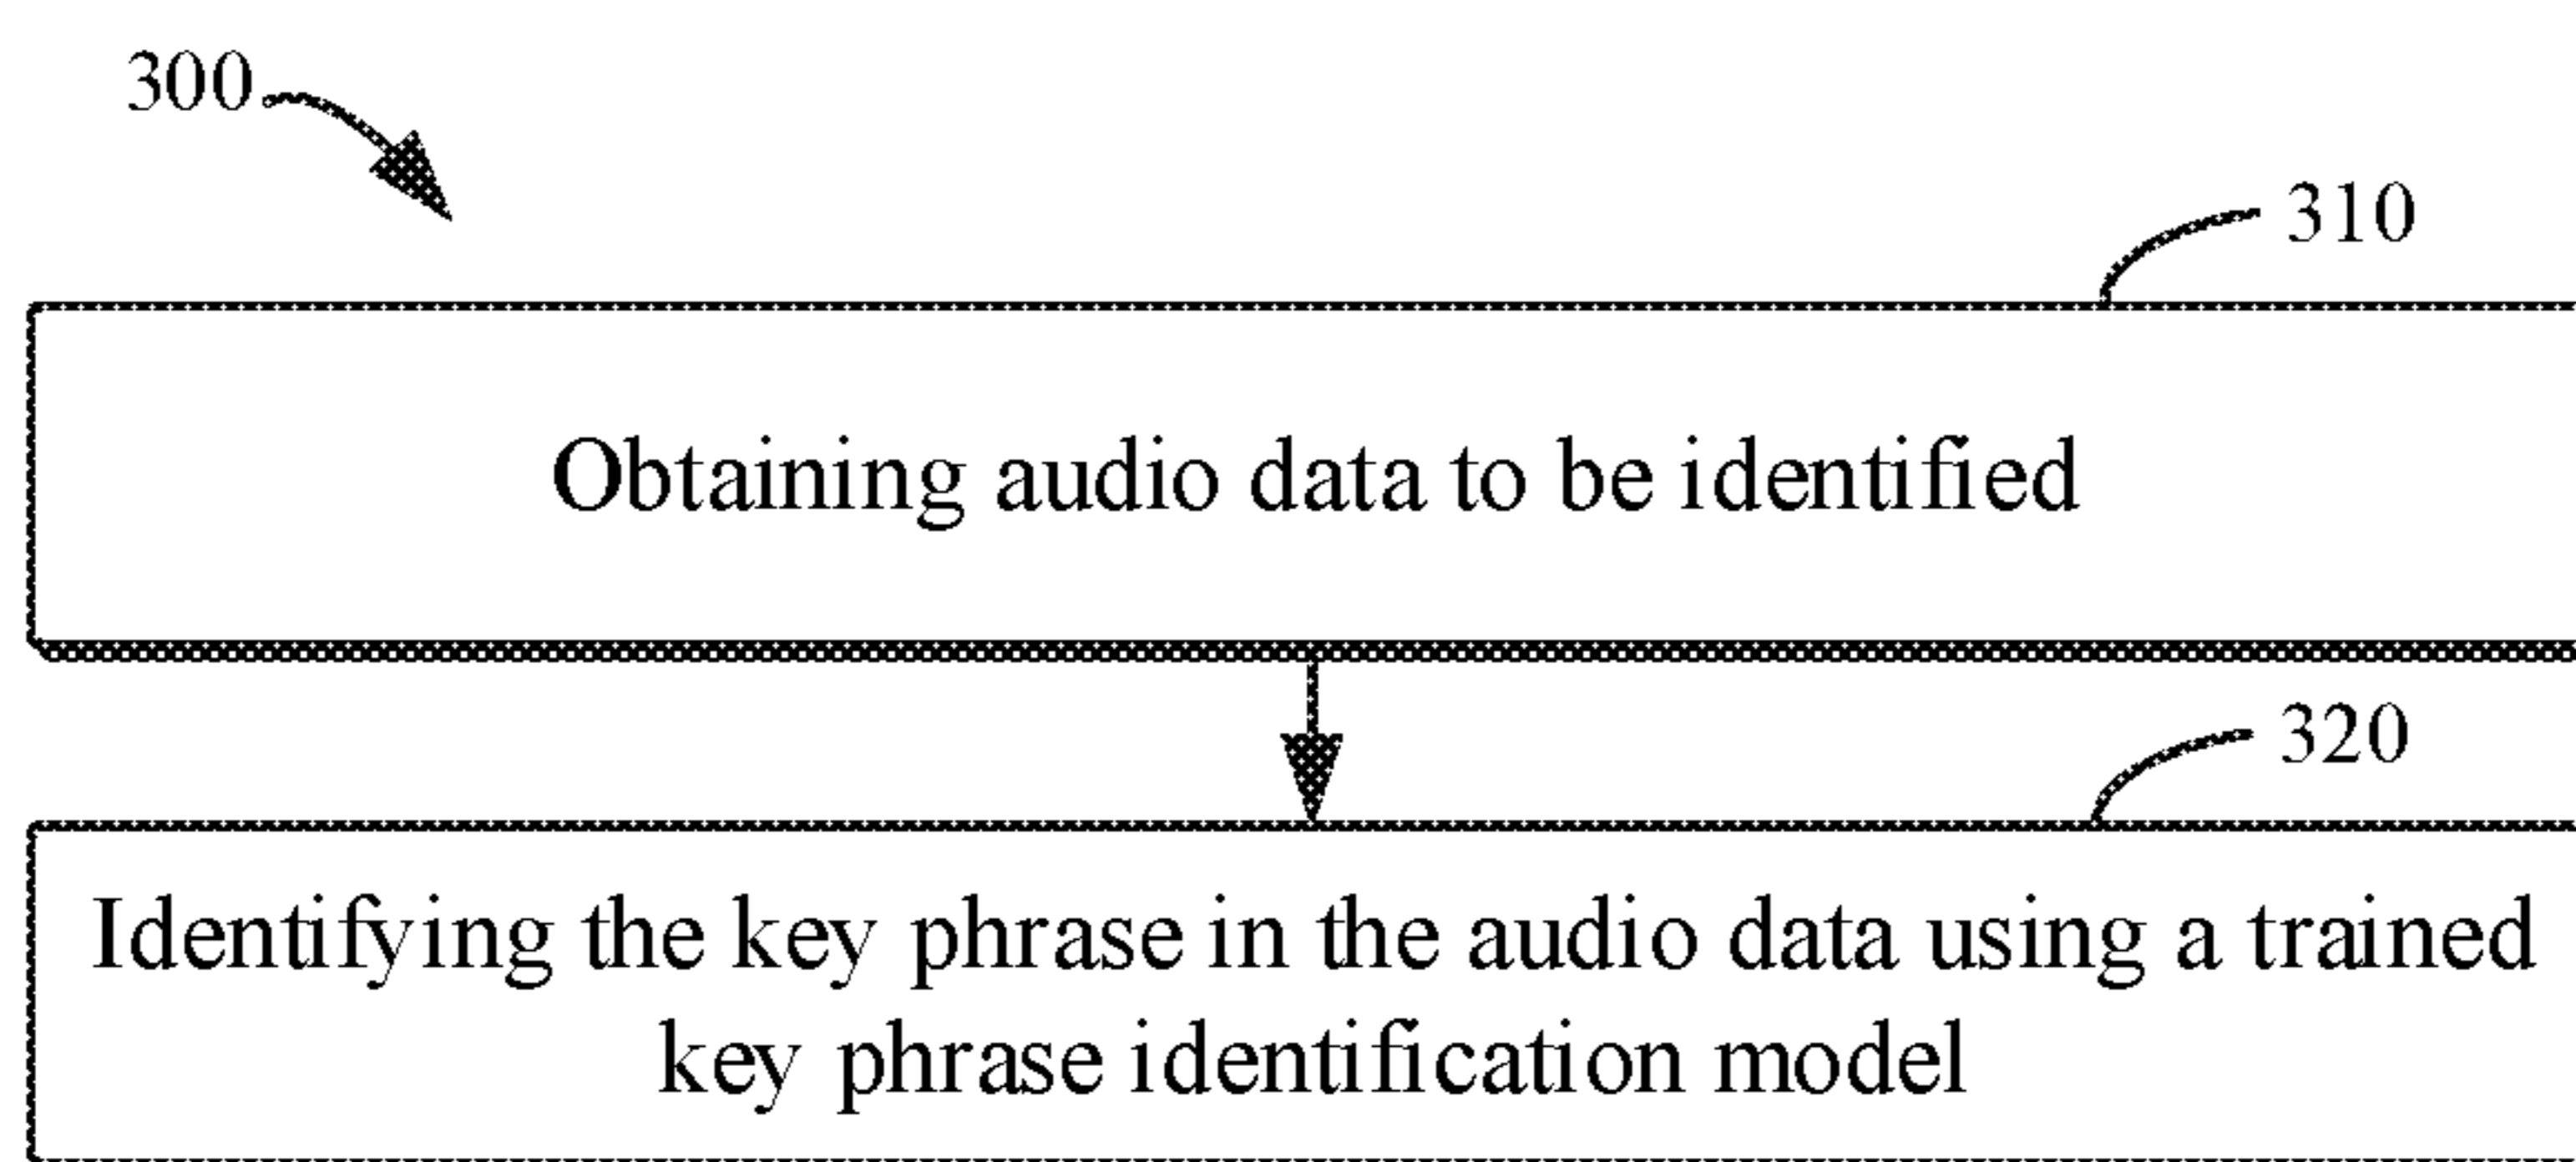 300
310
Obtaining audio data to be identified
320
Identifying the key phrase in the audio data using a trained
key phrase identification model